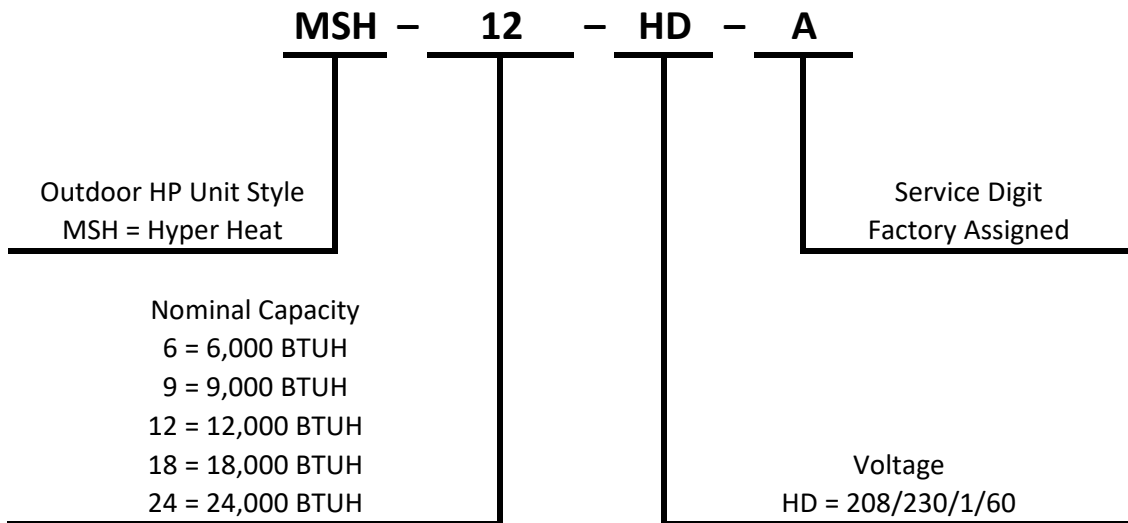 MSH – 12 – HD – A
Outdoor HP Unit Style
MSH = Hyper Heat
Service Digit
Factory Assigned
Nominal Capacity
6 = 6,000 BTUH
9 = 9,000 BTUH
12 = 12,000 BTUH
18 = 18,000 BTUH
24 = 24,000 BTUH
Voltage
HD = 208/230/1/60